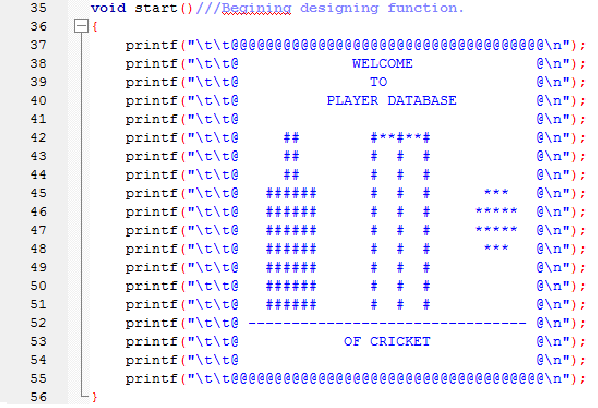 35 void start()///Begining designing function.
36 {
37 printf("\t\t@@@@@@@@@@@@@@@@@@@@@@@@@@@@@@@@@@@@\n");
38 printf("\t\t@             WELCOME              @\n");
39 printf("\t\t@               TO                 @\n");
40 printf("\t\t@          PLAYER DATABASE         @\n");
41 printf("\t\t@                                  @\n");
42 printf("\t\t@     ##        #**#**#            @\n");
43 printf("\t\t@     ##        #  #  #            @\n");
44 printf("\t\t@     ##        #  #  #            @\n");
45 printf("\t\t@   ######      #  #  #      ***   @\n");
46 printf("\t\t@   ######      #  #  #     *****  @\n");
47 printf("\t\t@   ######      #  #  #     *****  @\n");
48 printf("\t\t@   ######      #  #  #      ***   @\n");
49 printf("\t\t@   ######      #  #  #            @\n");
50 printf("\t\t@   ######      #  #  #            @\n");
51 printf("\t\t@   ######      #  #  #            @\n");
52 printf("\t\t@ -------------------------------- @\n");
53 printf("\t\t@            OF CRICKET            @\n");
54 printf("\t\t@                                  @\n");
55 printf("\t\t@@@@@@@@@@@@@@@@@@@@@@@@@@@@@@@@@@@@\n");
56 }